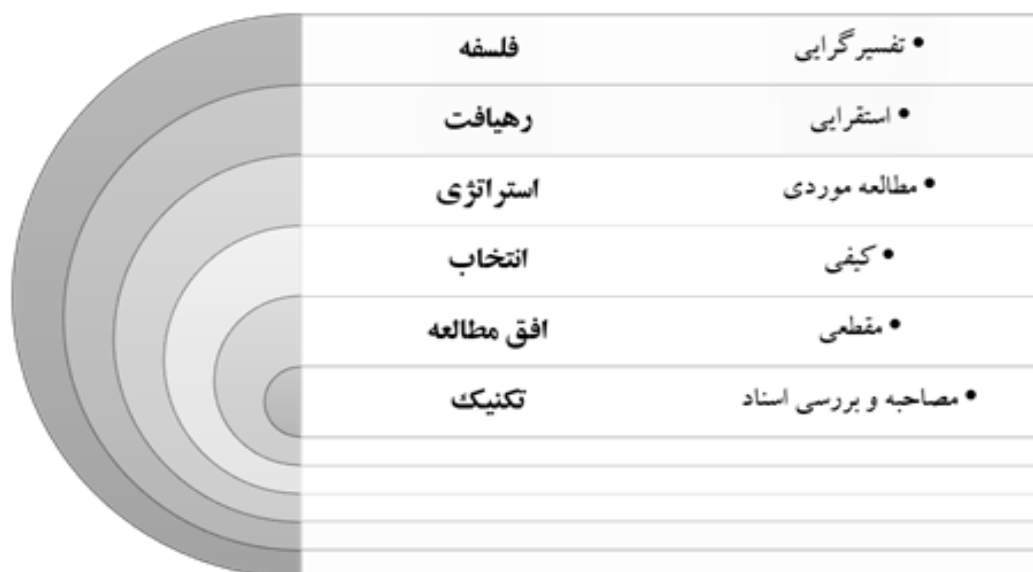 • تفسیرگرایی فلسفه
• استقرایی رهیافت
• مطالعه موردی استراتژی
• کیفی انتخاب
• مقطعی افق مطالعه
• مصاحبه و بررسی اسناد تکنیک